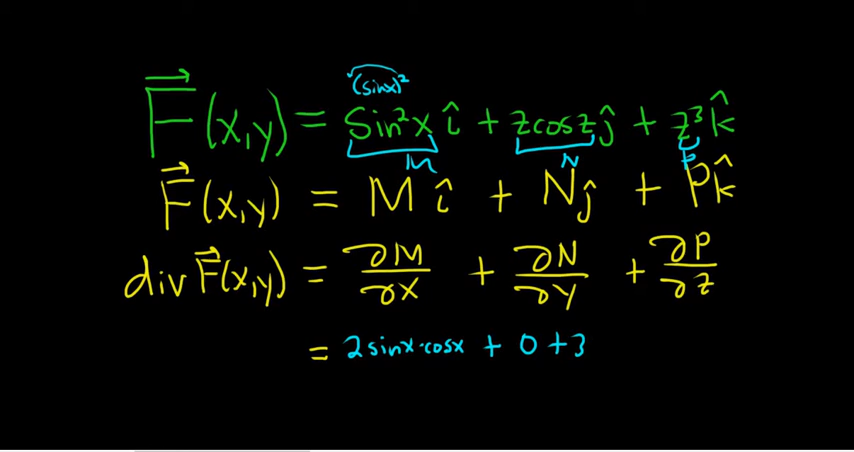 (sinx)²
F⃗(x,y) = Sin²x î + zcosz ĵ + z³ k̂
M N P
F⃗(x,y) = M î + N ĵ + P k̂
div F⃗(x,y) = ∂M/∂X + ∂N/∂Y + ∂P/∂Z
= 2sinx·cosx + 0 + 3